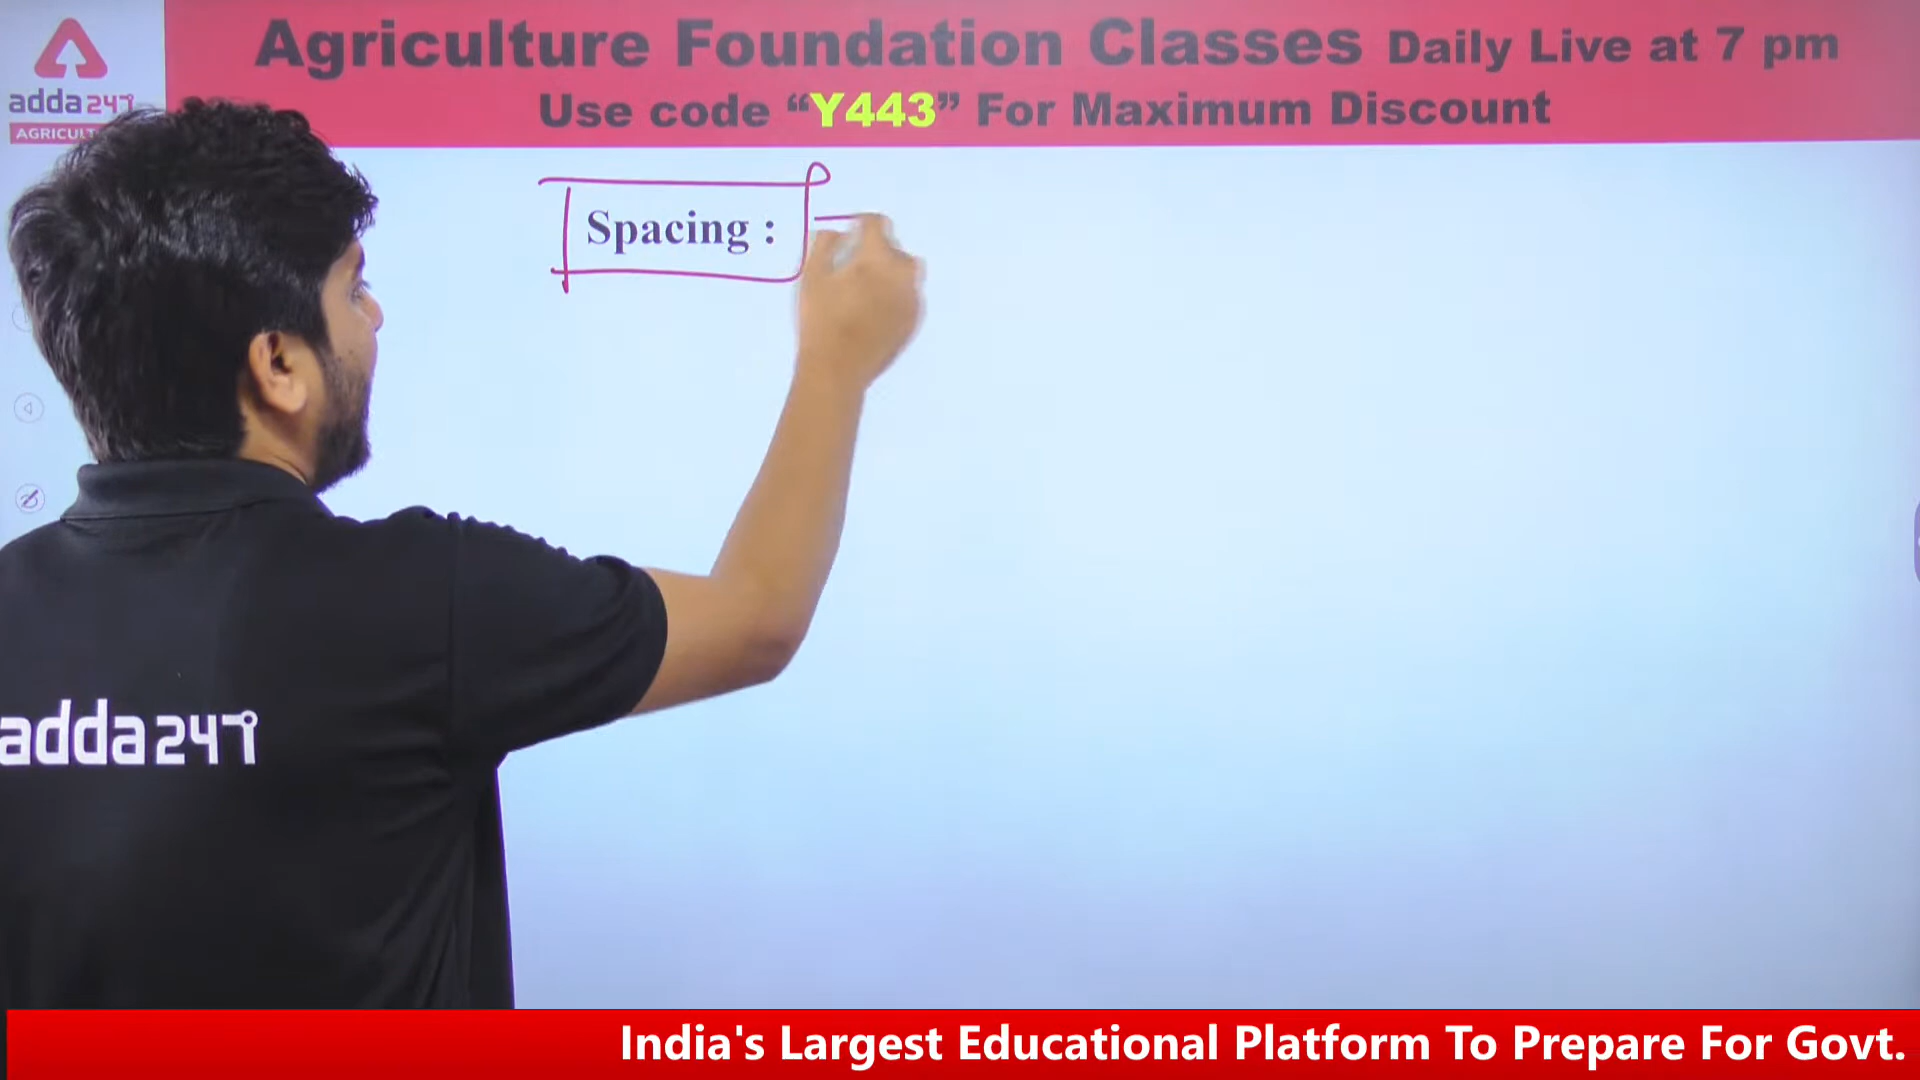 Agriculture Foundation Classes Daily Live at 7 pm
Use code “Y443” For Maximum Discount
adda247
Spacing :
adda247
India's Largest Educational Platform To Prepare For Govt.